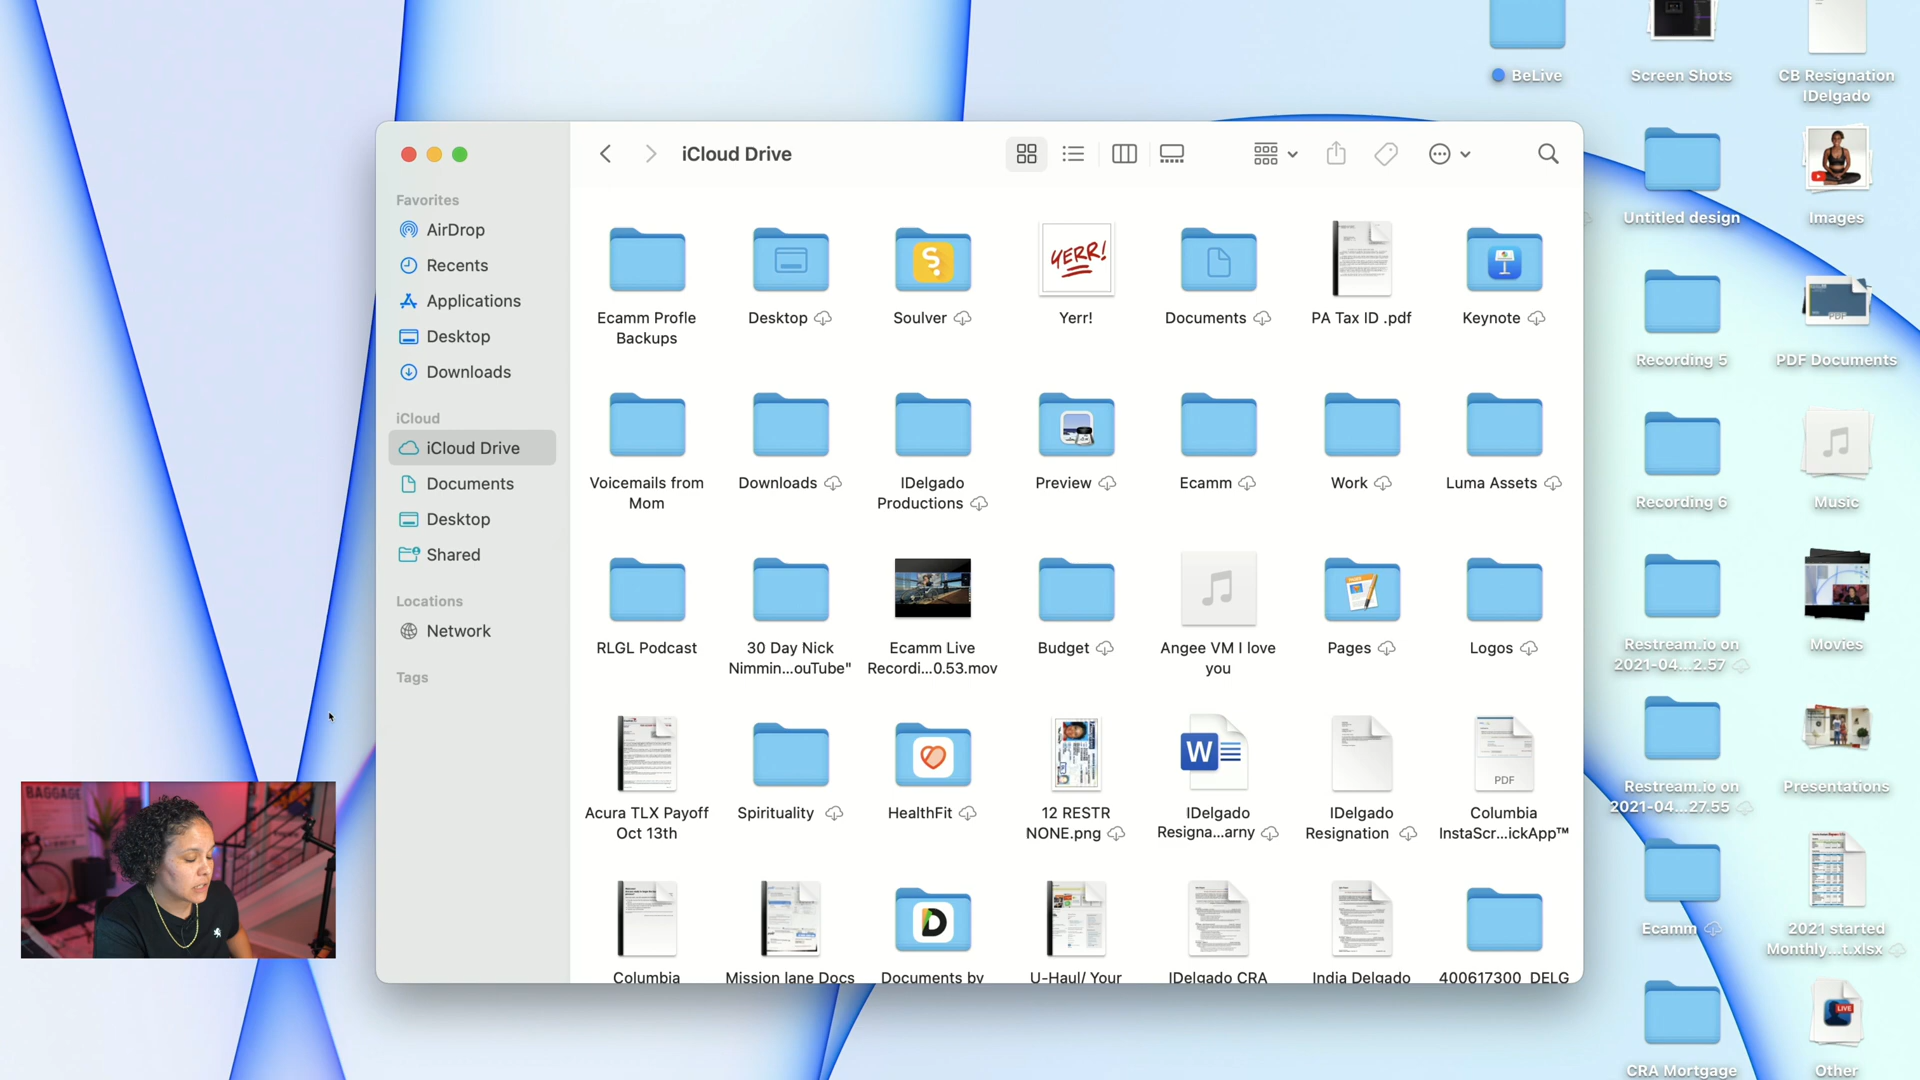 BeLive
Screen Shots
CB Resignation
IDelgado
iCloud Drive
Favorites
AirDrop
Recents
Applications
Desktop
Downloads
iCloud
iCloud Drive
Documents
Desktop
Shared
Locations
Network
Tags
YERR!
Ecamm Profle
Backups
Desktop
Soulver
Yerr!
Documents
PA Tax ID .pdf
Keynote
Voicemails from
Mom
Downloads
IDelgado
Productions
Preview
Ecamm
Work
Luma Assets
RLGL Podcast
30 Day Nick
Nimmin...ouTube"
Ecamm Live
Recordi...0.53.mov
Budget
Angee VM I love
you
Pages
Logos
W
PDF
Acura TLX Payoff
Oct 13th
Spirituality
HealthFit
12 RESTR
NONE.png
IDelgado
Resigna...arny
IDelgado
Resignation
Columbia
InstaScr...ickApp™
Columbia
Mission lane Docs
Documents by
U-Haul/ Your
IDelgado CRA
India Delgado
400617300_DELG
Untitled design
Images
Recording 5
PDF
PDF Documents
Recording 6
Music
Restream.io on
2021-04...2.57
Movies
Restream.io on
2021-04...27.55
Presentations
Ecamm
2021 started
Monthly...t.xlsx
CRA Mortgage
LIVE
Other
BAGGAGE